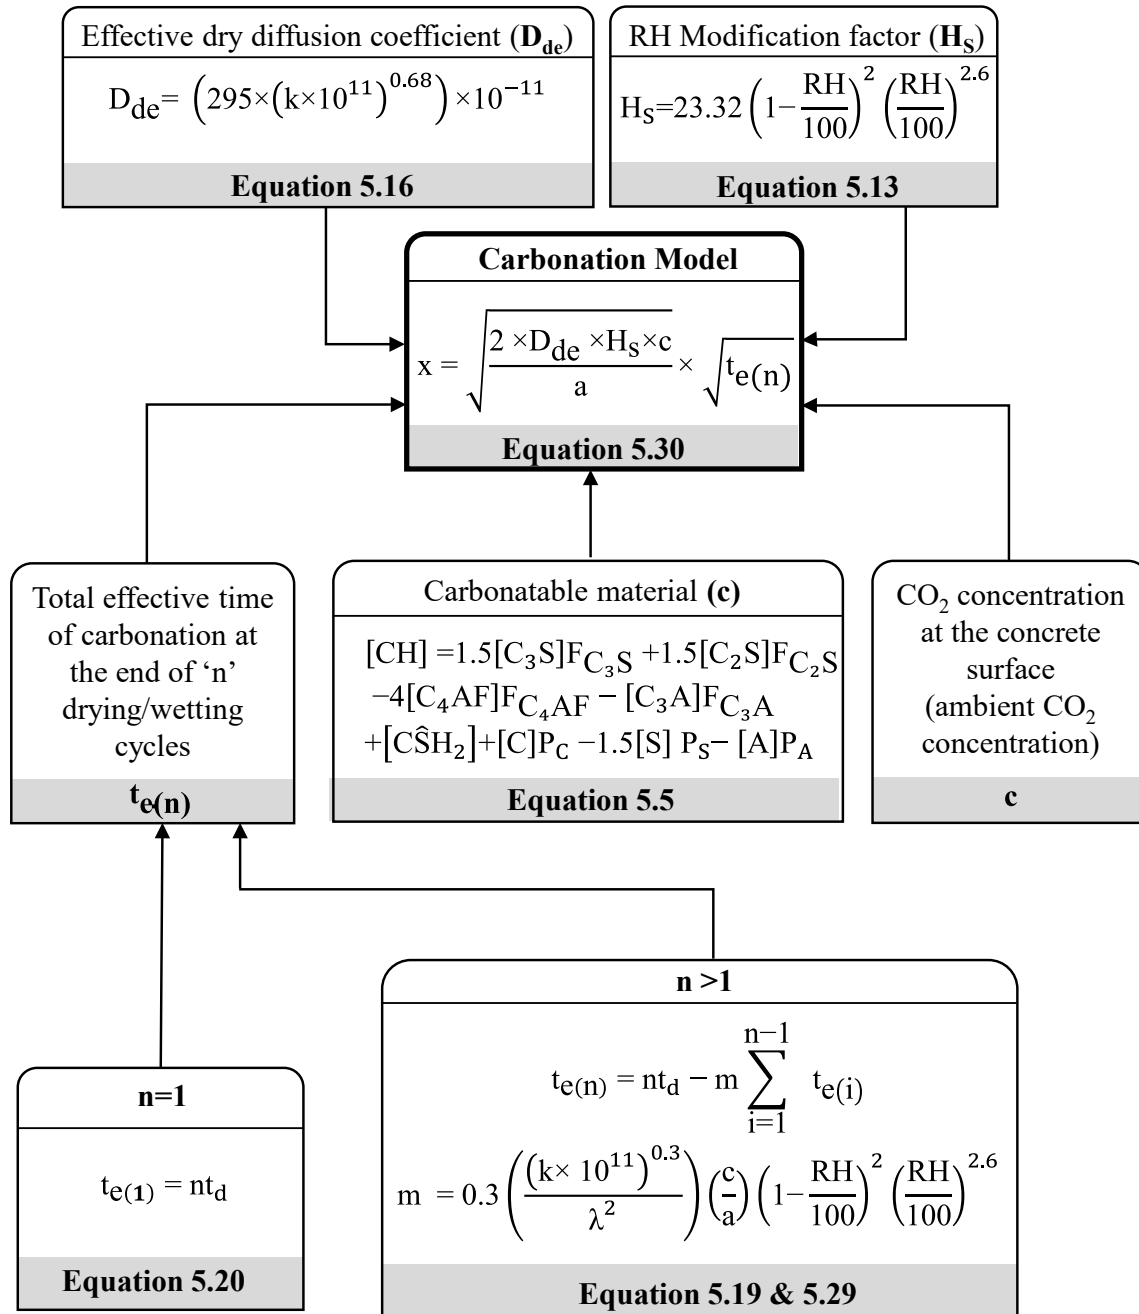 Effective dry diffusion coefficient (D_de)
D_de= (295×(k×10^11)^0.68)×10^−11
Equation 5.16
RH Modification factor (H_S)
H_S=23.32 (1−RH/100)^2 (RH/100)^2.6
Equation 5.13
Carbonation Model
x = √(2 ×D_de ×H_s×c / a) × √t_e(n)
Equation 5.30
Total effective time
of carbonation at
the end of ‘n’
drying/wetting
cycles
t_e(n)
Carbonatable material (c)
[CH] =1.5[C₃S]F_C₃S +1.5[C₂S]F_C₂S
−4[C₄AF]F_C₄AF − [C₃A]F_C₃A
+[CŜH₂]+[C]P_C −1.5[S] P_S− [A]P_A
Equation 5.5
CO₂ concentration
at the concrete
surface
(ambient CO₂
concentration)
c
n=1
t_e(1) = nt_d
Equation 5.20
n >1
t_e(n) = nt_d − m ∑_{i=1}^{n−1} t_e(i)
m = 0.3 ((k× 10^11)^0.3 / λ^2) (c/a) (1−RH/100)^2 (RH/100)^2.6
Equation 5.19 & 5.29